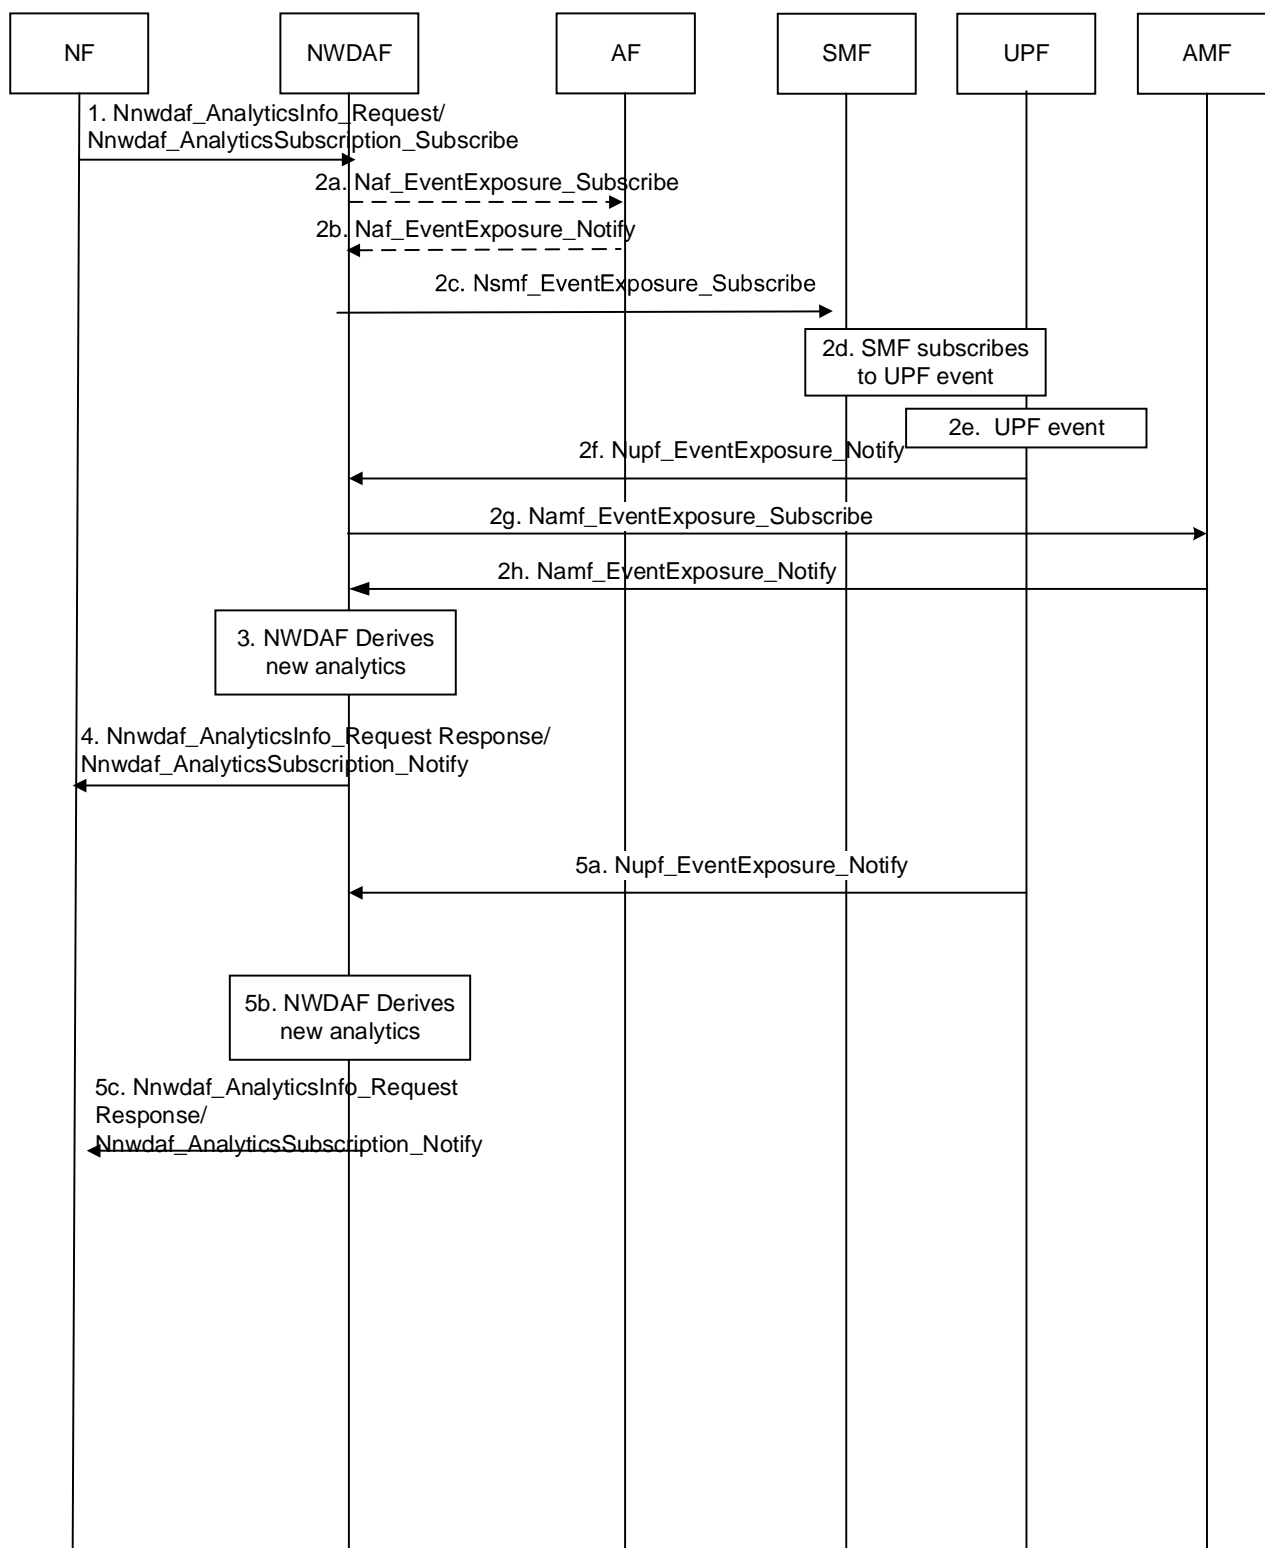 NF
NWDAF
AF
SMF
UPF
AMF
1. Nnwdaf_AnalyticsInfo_Request/
Nnwdaf_AnalyticsSubscription_Subscribe
2a. Naf_EventExposure_Subscribe
2b. Naf_EventExposure_Notify
2c. Nsmf_EventExposure_Subscribe
2d. SMF subscribes
to UPF event
2e. UPF event
2f. Nupf_EventExposure_Notify
2g. Namf_EventExposure_Subscribe
2h. Namf_EventExposure_Notify
3. NWDAF Derives
new analytics
4. Nnwdaf_AnalyticsInfo_Request Response/
Nnwdaf_AnalyticsSubscription_Notify
5a. Nupf_EventExposure_Notify
5b. NWDAF Derives
new analytics
5c. Nnwdaf_AnalyticsInfo_Request
Response/
Nnwdaf_AnalyticsSubscription_Notify